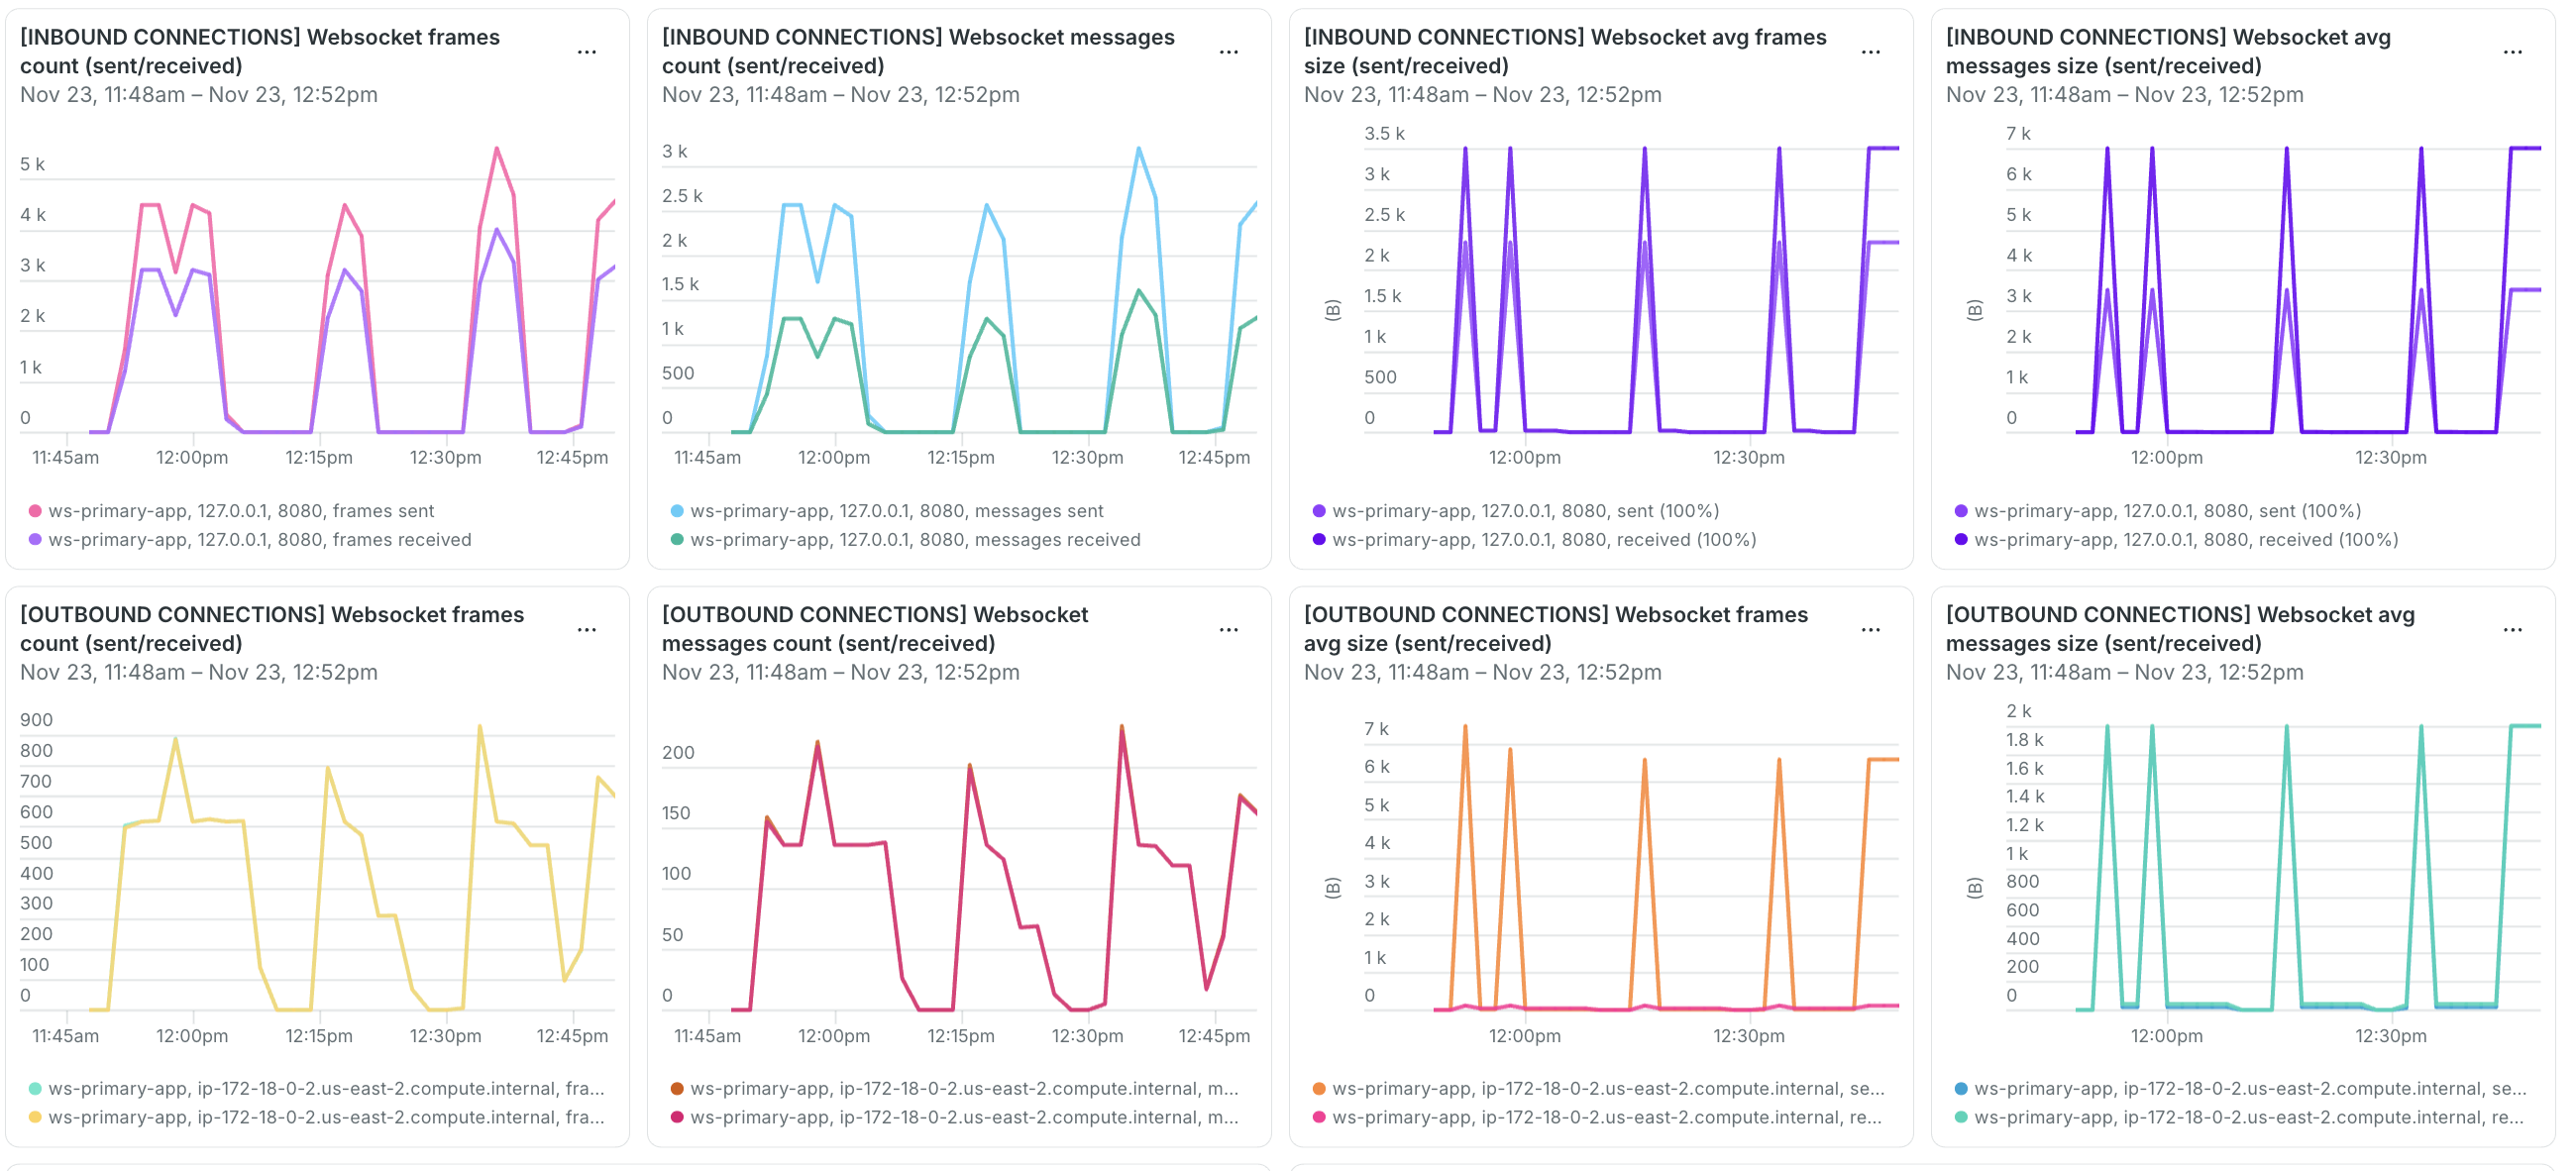 [INBOUND CONNECTIONS] Websocket frames
count (sent/received)
...
Nov 23, 11:48am – Nov 23, 12:52pm
5 k
4 k
3 k
2 k
1 k
0
11:45am
12:00pm
12:15pm
12:30pm
12:45pm
ws-primary-app, 127.0.0.1, 8080, frames sent
ws-primary-app, 127.0.0.1, 8080, frames received
[INBOUND CONNECTIONS] Websocket messages
count (sent/received)
...
Nov 23, 11:48am – Nov 23, 12:52pm
3 k
2.5 k
2 k
1.5 k
1 k
500
0
11:45am
12:00pm
12:15pm
12:30pm
12:45pm
ws-primary-app, 127.0.0.1, 8080, messages sent
ws-primary-app, 127.0.0.1, 8080, messages received
[INBOUND CONNECTIONS] Websocket avg frames
size (sent/received)
...
Nov 23, 11:48am – Nov 23, 12:52pm
(B)
3.5 k
3 k
2.5 k
2 k
1.5 k
1 k
500
0
12:00pm
12:30pm
ws-primary-app, 127.0.0.1, 8080, sent (100%)
ws-primary-app, 127.0.0.1, 8080, received (100%)
[INBOUND CONNECTIONS] Websocket avg
messages size (sent/received)
...
Nov 23, 11:48am – Nov 23, 12:52pm
(B)
7 k
6 k
5 k
4 k
3 k
2 k
1 k
0
12:00pm
12:30pm
ws-primary-app, 127.0.0.1, 8080, sent (100%)
ws-primary-app, 127.0.0.1, 8080, received (100%)
[OUTBOUND CONNECTIONS] Websocket frames
count (sent/received)
...
Nov 23, 11:48am – Nov 23, 12:52pm
900
800
700
600
500
400
300
200
100
0
11:45am
12:00pm
12:15pm
12:30pm
12:45pm
ws-primary-app, ip-172-18-0-2.us-east-2.compute.internal, fra...
ws-primary-app, ip-172-18-0-2.us-east-2.compute.internal, fra...
[OUTBOUND CONNECTIONS] Websocket
messages count (sent/received)
...
Nov 23, 11:48am – Nov 23, 12:52pm
200
150
100
50
0
11:45am
12:00pm
12:15pm
12:30pm
12:45pm
ws-primary-app, ip-172-18-0-2.us-east-2.compute.internal, m...
ws-primary-app, ip-172-18-0-2.us-east-2.compute.internal, m...
[OUTBOUND CONNECTIONS] Websocket frames
avg size (sent/received)
...
Nov 23, 11:48am – Nov 23, 12:52pm
(B)
7 k
6 k
5 k
4 k
3 k
2 k
1 k
0
12:00pm
12:30pm
ws-primary-app, ip-172-18-0-2.us-east-2.compute.internal, se...
ws-primary-app, ip-172-18-0-2.us-east-2.compute.internal, re...
[OUTBOUND CONNECTIONS] Websocket avg
messages size (sent/received)
...
Nov 23, 11:48am – Nov 23, 12:52pm
(B)
2 k
1.8 k
1.6 k
1.4 k
1.2 k
1 k
800
600
400
200
0
12:00pm
12:30pm
ws-primary-app, ip-172-18-0-2.us-east-2.compute.internal, se...
ws-primary-app, ip-172-18-0-2.us-east-2.compute.internal, re...